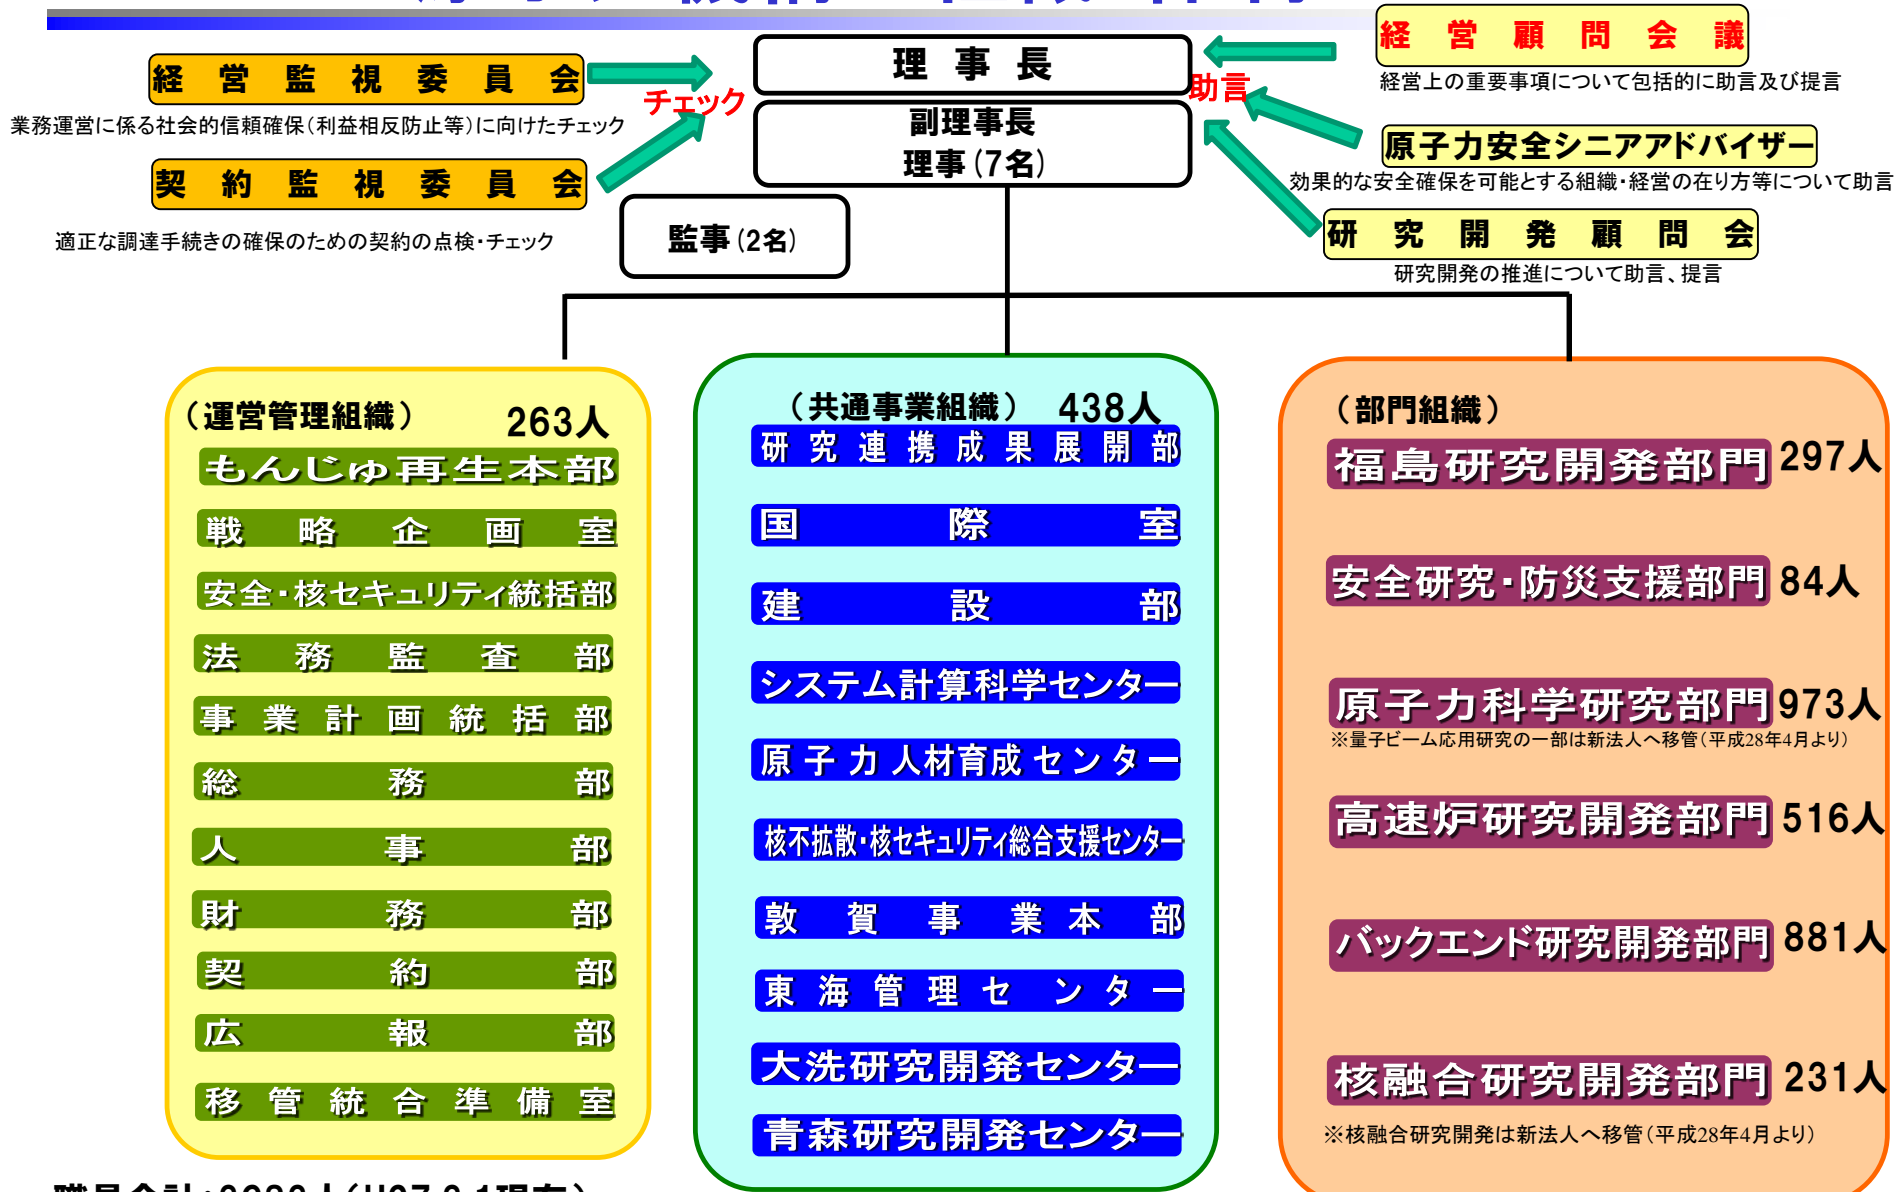 経営顧問会議
理事長
経営監視委員会
経営上の重要事項について包括的に助言及び提言
チェック
助言
業務運営に係る社会的信頼確保（利益相反防止等）に向けたチェック
副理事長
理事（7名）
原子力安全シニアアドバイザー
契約監視委員会
効果的な安全確保を可能とする組織・経営の在り方等について助言
監事（2名）
研究開発顧問会
適正な調達手続きの確保のための契約の点検・チェック
研究開発の推進について助言、提言
（運営管理組織） 263人
もんじゅ再生本部
戦略企画室
安全・核セキュリティ統括部
法務監査部
事業計画統括部
総務部
人事部
財務部
契約部
広報部
移管統合準備室
（共通事業組織） 438人
研究連携成果展開部
国際室
建設部
システム計算科学センター
原子力人材育成センター
核不拡散・核セキュリティ総合支援センター
敦賀事業本部
東海管理センター
大洗研究開発センター
青森研究開発センター
（部門組織）
福島研究開発部門 297人
安全研究・防災支援部門 84人
原子力科学研究部門 973人
※量子ビーム応用研究の一部は新法人へ移管（平成28年4月より）
高速炉研究開発部門 516人
バックエンド研究開発部門 881人
核融合研究開発部門 231人
※核融合研究開発は新法人へ移管（平成28年4月より）